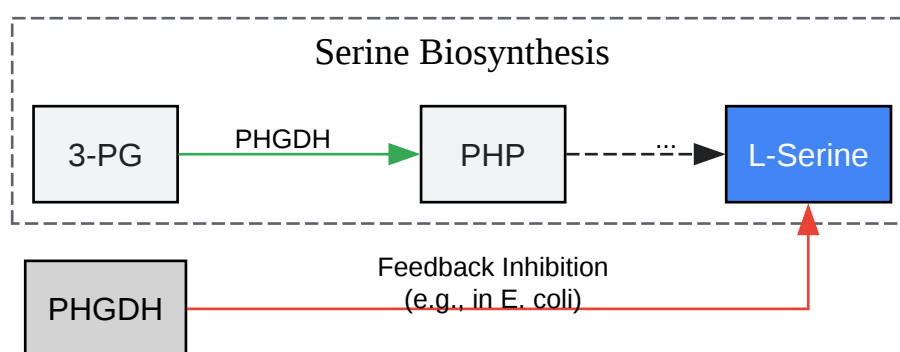 Serine Biosynthesis
3-PG
PHGDH
PHP
...
L-Serine
PHGDH
Feedback Inhibition
(e.g., in E. coli)